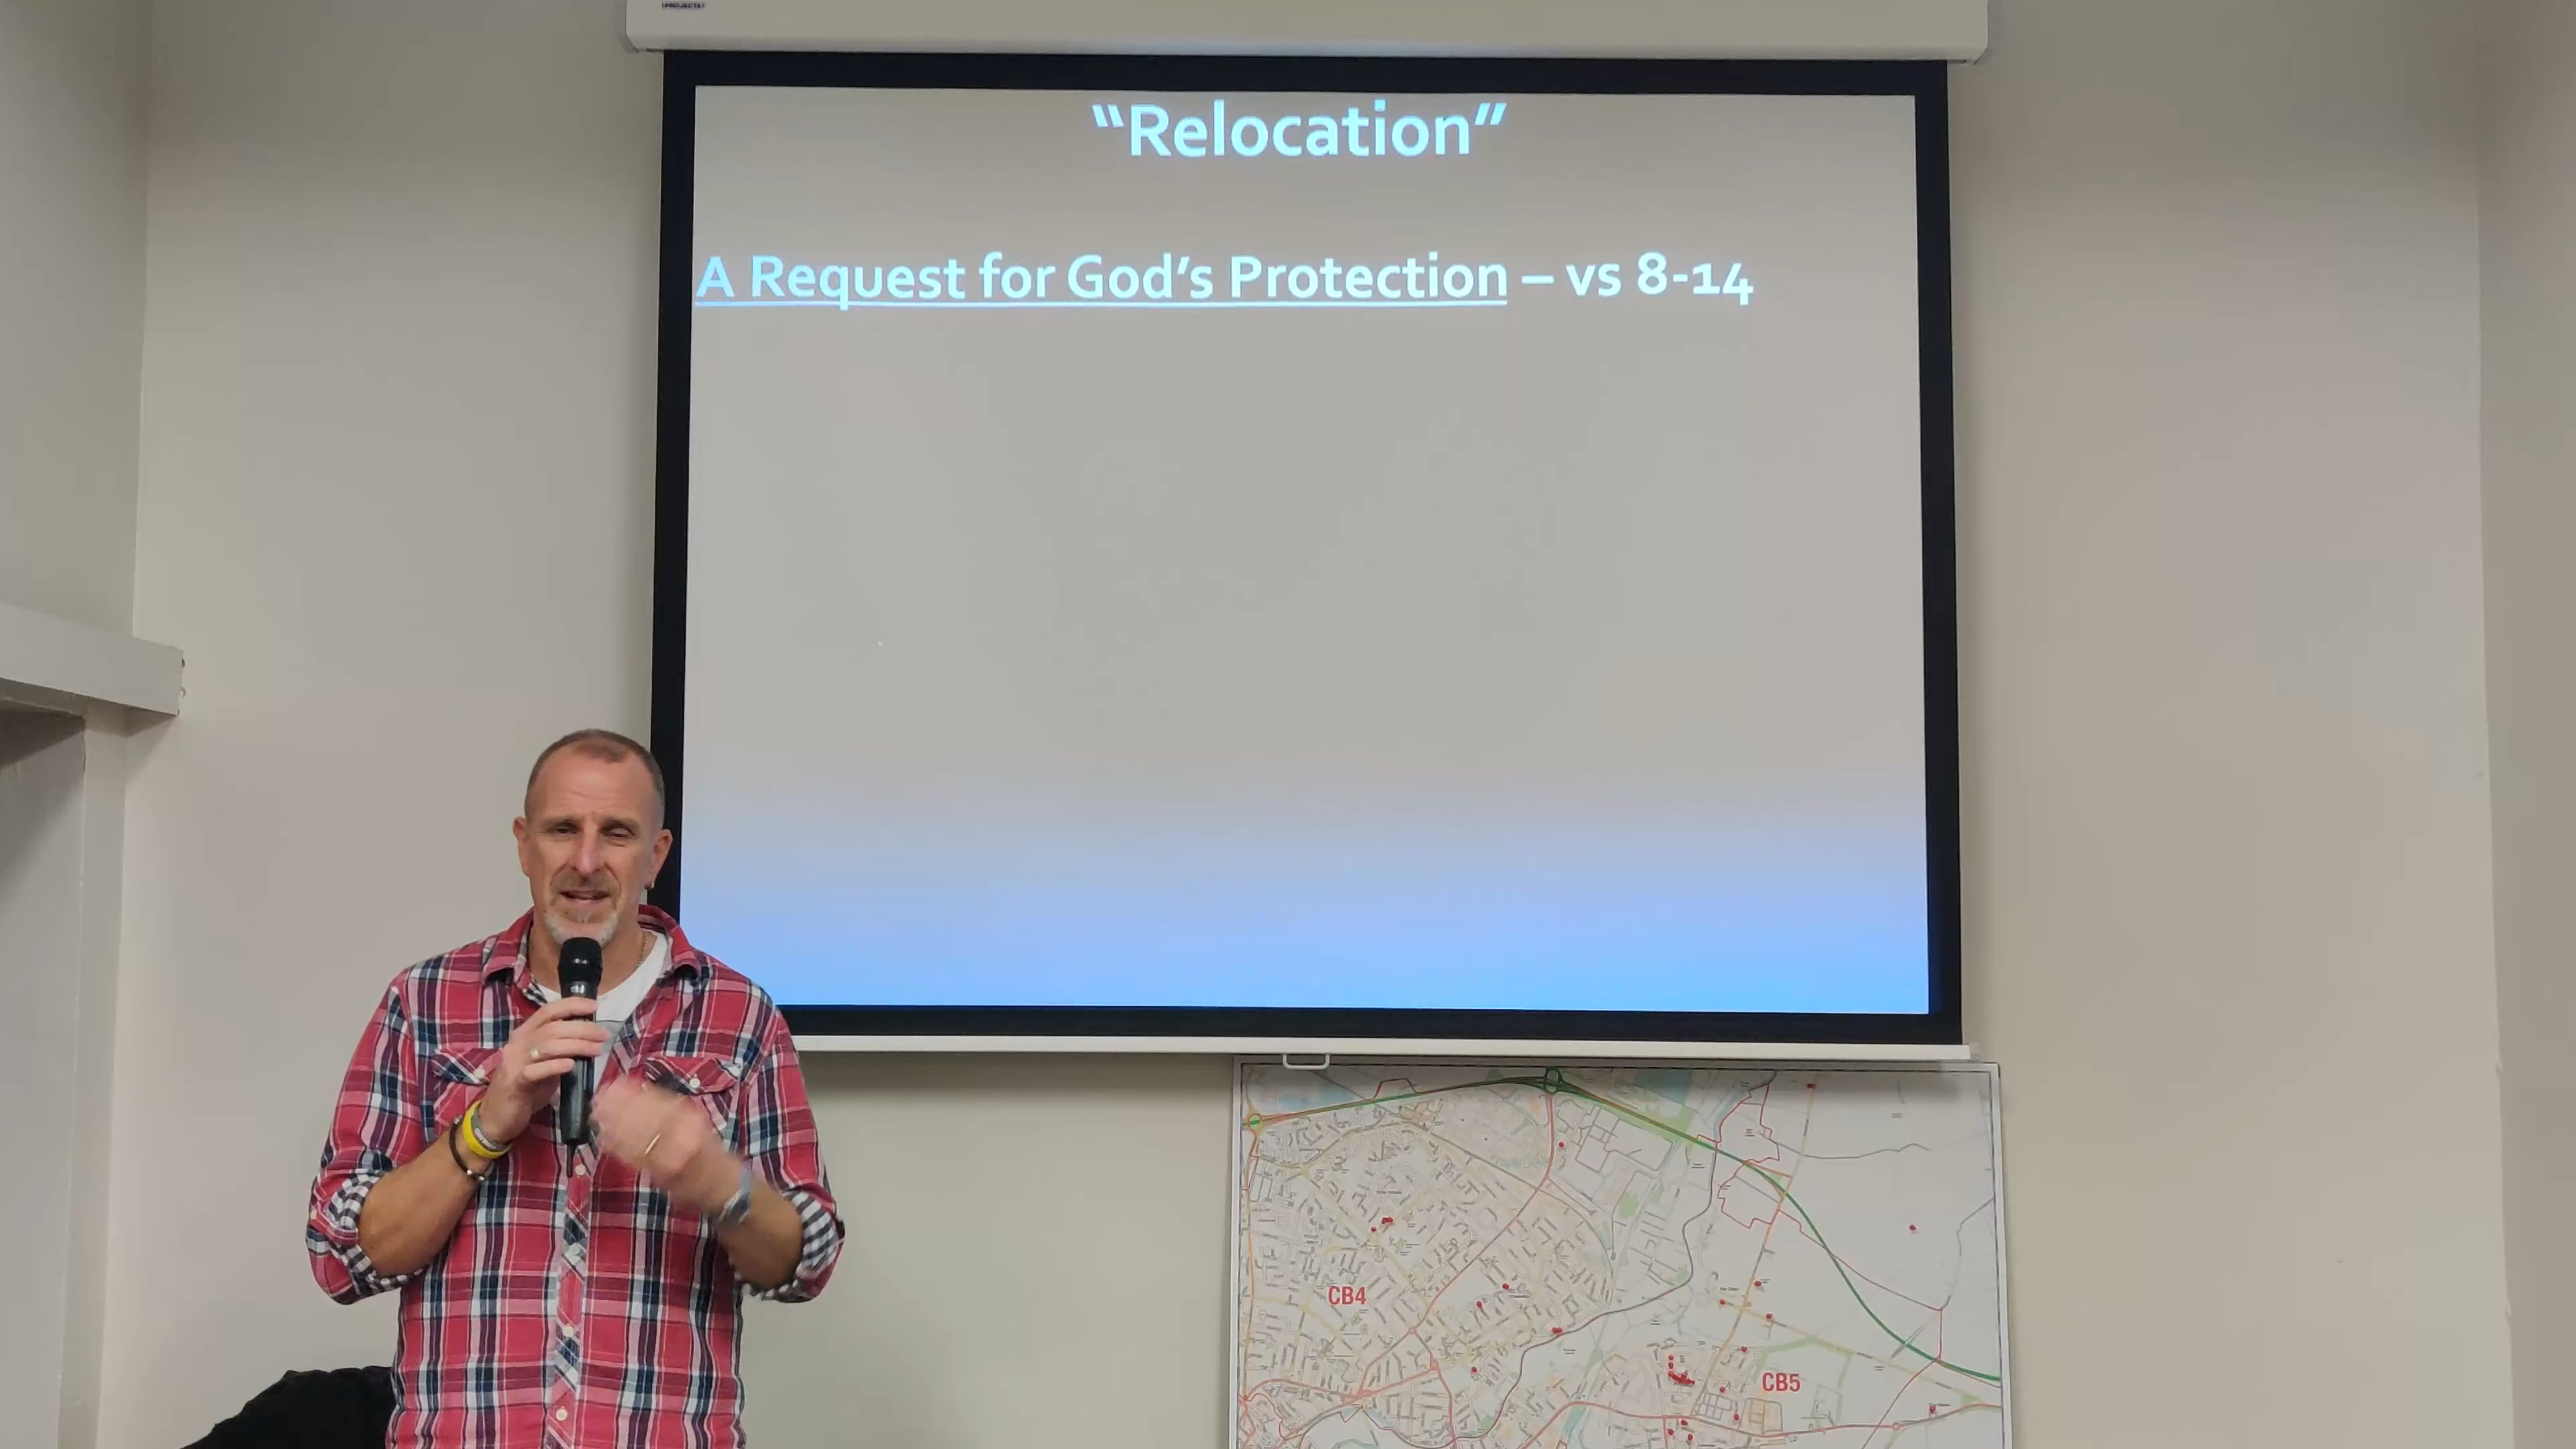 “Relocation”
A Request for God’s Protection – vs 8-14
CB4
CB5